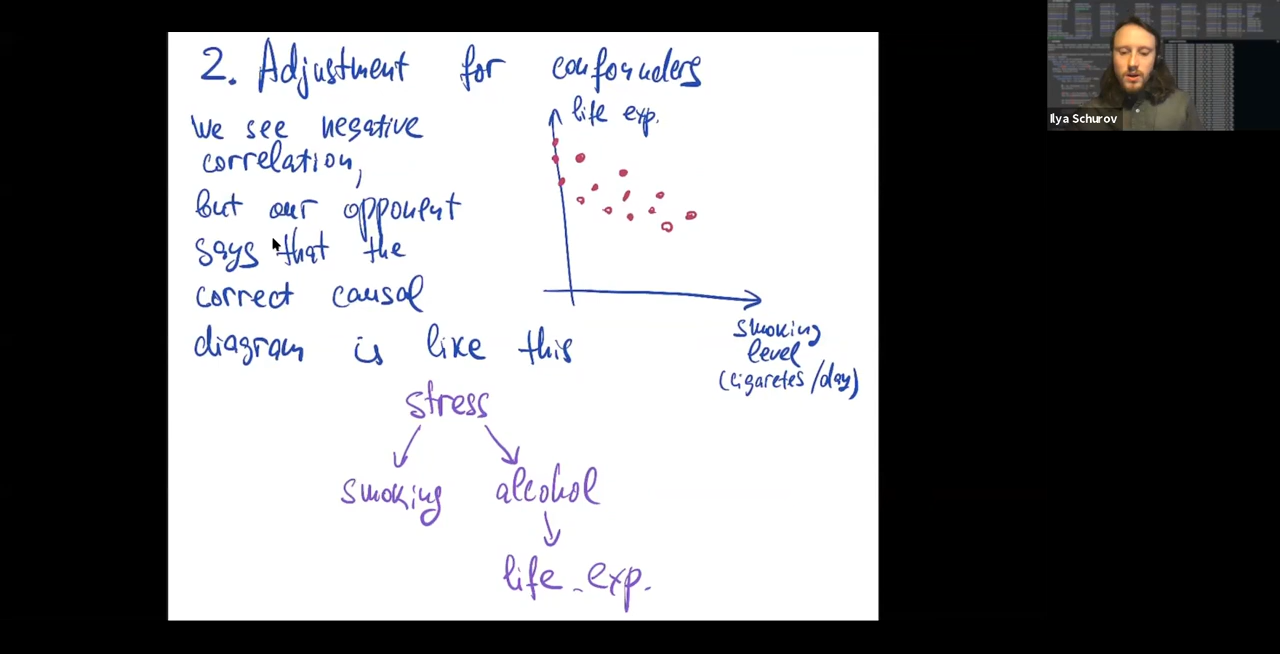 2. Adjustment for confounders
We see negative
correlation,
but our opponent
says that the
correct causal
diagram is like this
life exp.
smoking
level
(cigaretes/day)
stress
smoking alcohol
life exp.
Ilya Schurov